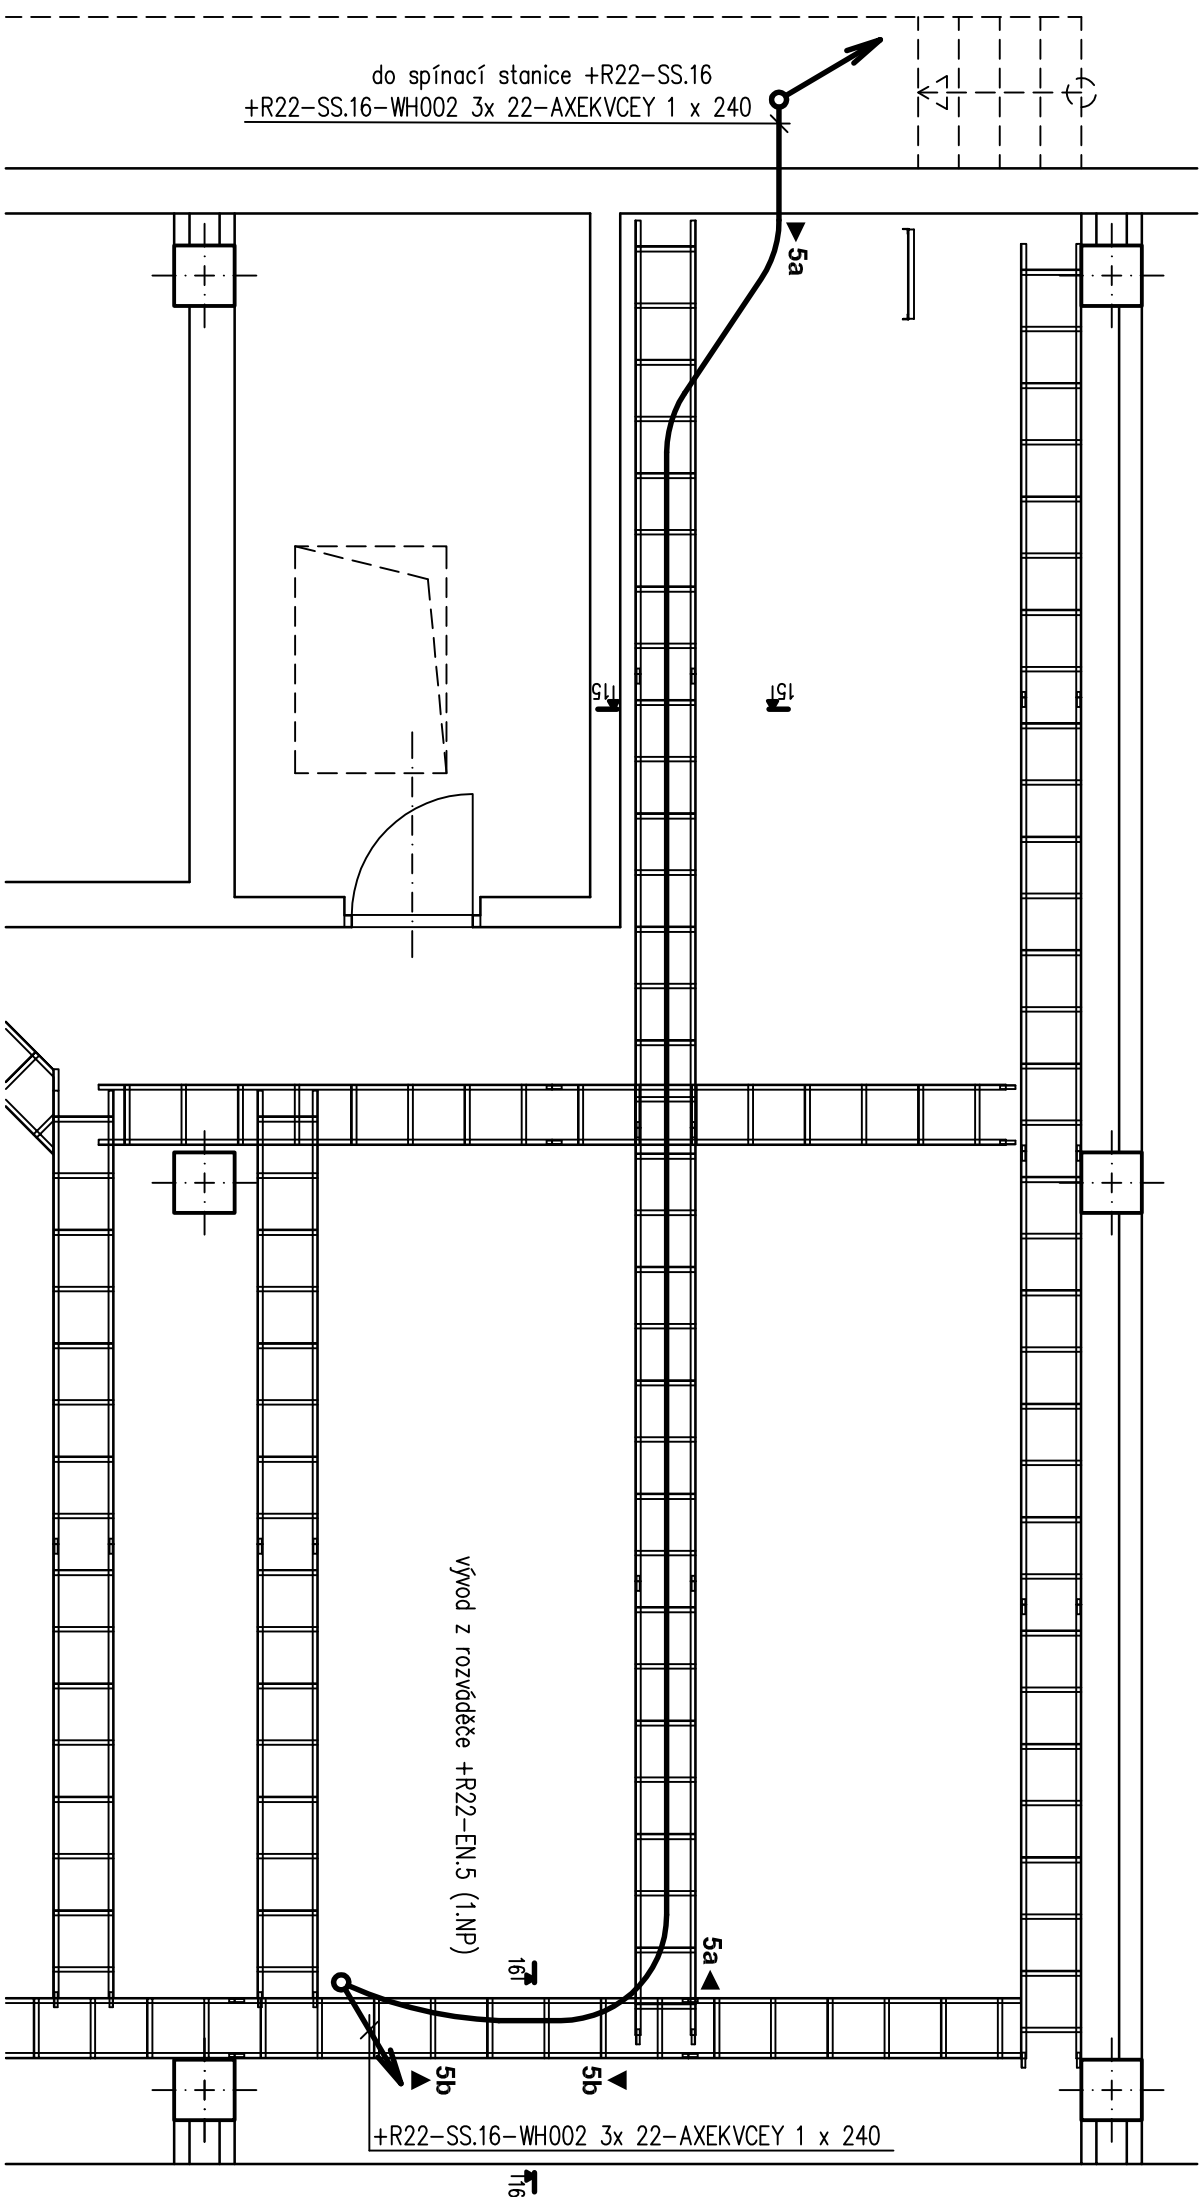 do spínací stanice +R22-SS.16
+R22-SS.16-WH002 3x 22-AXEKVCEY 1 x 240
5a
15
15
vývod z rozváděče +R22-EN.5 (1.NP)
5a
16
5b
5b
+R22-SS.16-WH002 3x 22-AXEKVCEY 1 x 240
16